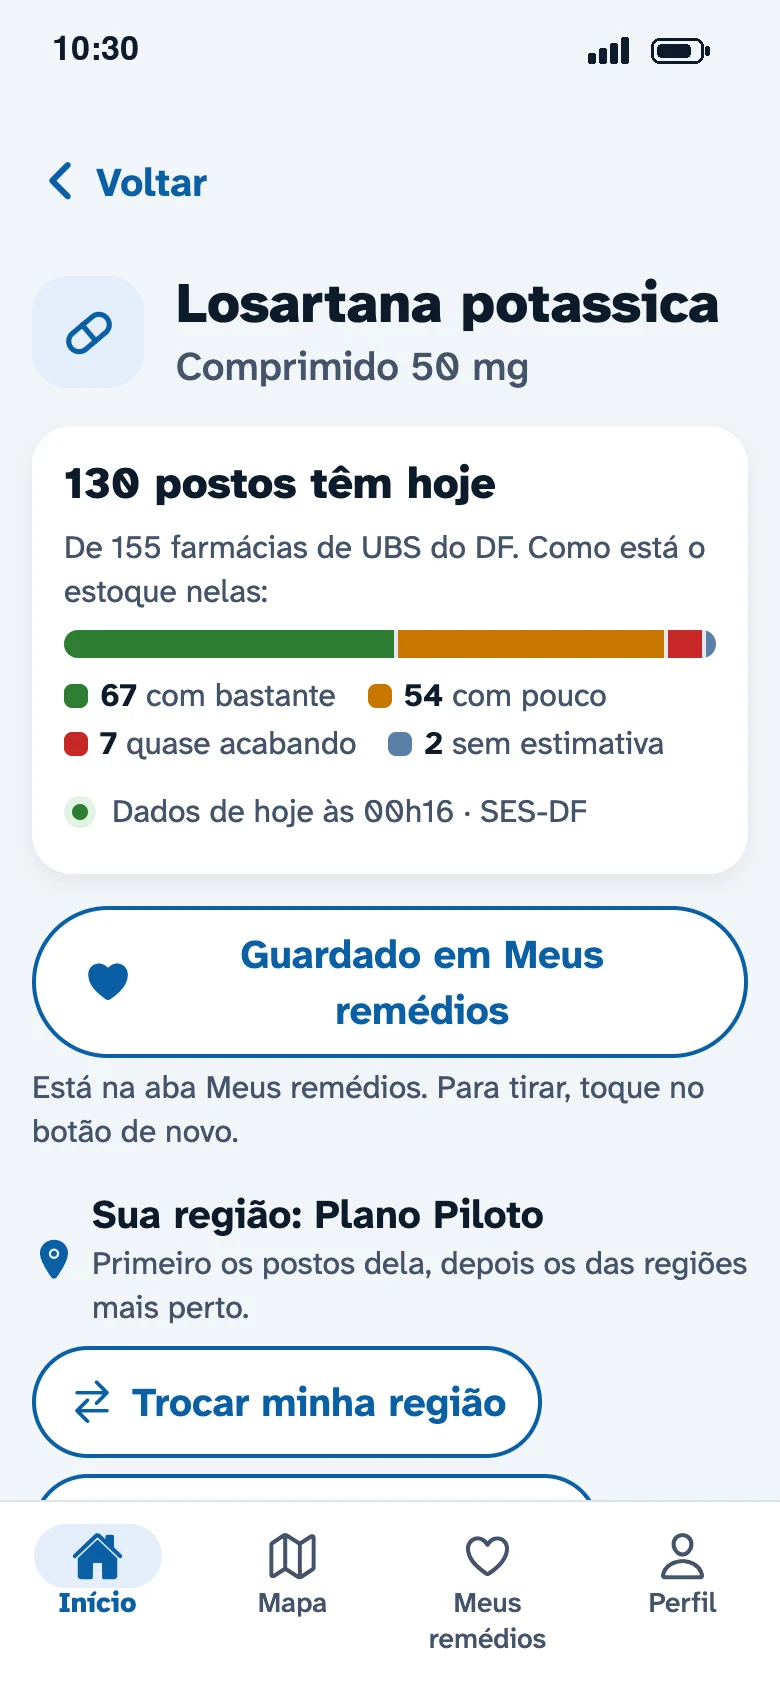 10:30
Voltar
Losartana potassica
Comprimido 50 mg
130 postos têm hoje
De 155 farmácias de UBS do DF. Como está o
estoque nelas:
67 com bastante 54 com pouco
7 quase acabando 2 sem estimativa
Dados de hoje às 00h16 · SES-DF
Guardado em Meus
remédios
Está na aba Meus remédios. Para tirar, toque no
botão de novo.
Sua região: Plano Piloto
Primeiro os postos dela, depois os das regiões
mais perto.
Trocar minha região
Início Mapa Meus remédios Perfil